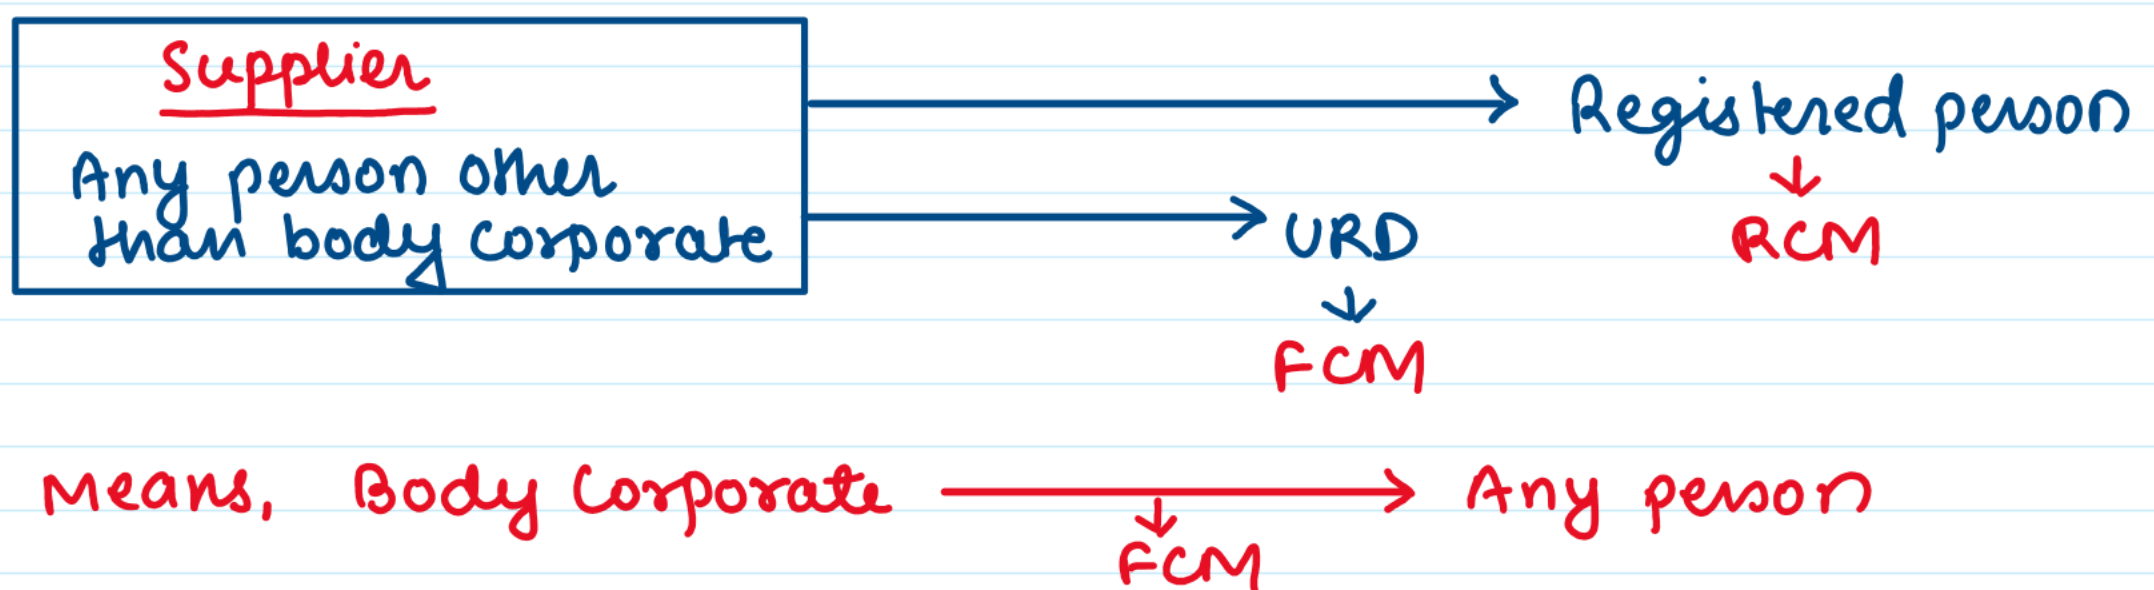 Supplier
Registered person
Any person other
than body corporate
URD
RCM
FCM
Means, Body Corporate Any person
FCM